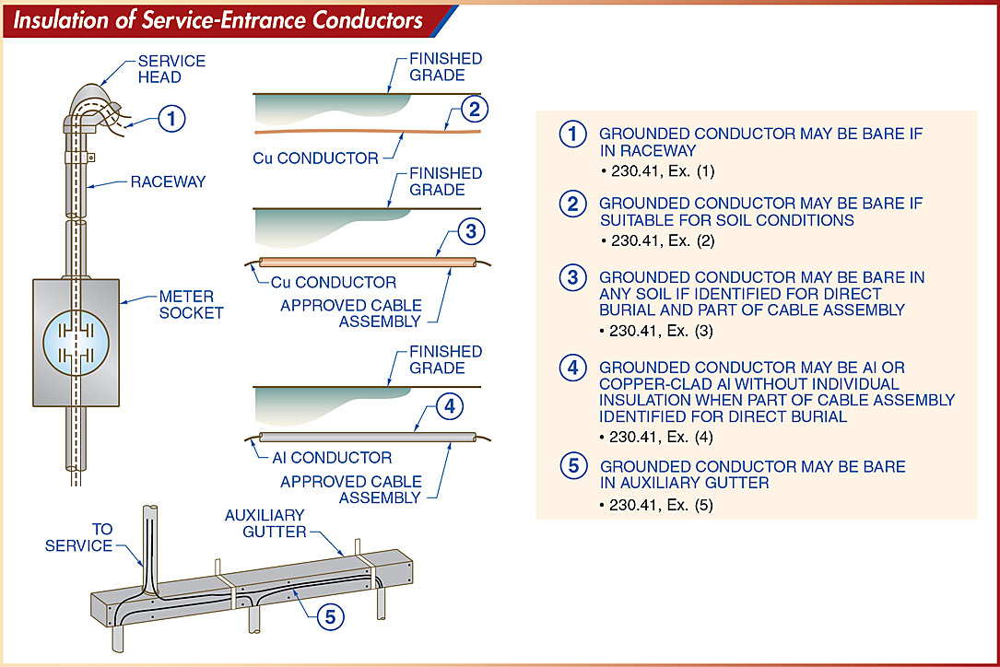 Insulation of Service-Entrance Conductors
SERVICE
HEAD
1
RACEWAY
METER
SOCKET
FINISHED
GRADE
2
Cu CONDUCTOR
FINISHED
GRADE
3
Cu CONDUCTOR
APPROVED CABLE
ASSEMBLY
FINISHED
GRADE
4
Al CONDUCTOR
APPROVED CABLE
ASSEMBLY
TO
SERVICE
AUXILIARY
GUTTER
5
1 GROUNDED CONDUCTOR MAY BE BARE IF
IN RACEWAY
• 230.41, Ex. (1)
2 GROUNDED CONDUCTOR MAY BE BARE IF
SUITABLE FOR SOIL CONDITIONS
• 230.41, Ex. (2)
3 GROUNDED CONDUCTOR MAY BE BARE IN
ANY SOIL IF IDENTIFIED FOR DIRECT
BURIAL AND PART OF CABLE ASSEMBLY
• 230.41, Ex. (3)
4 GROUNDED CONDUCTOR MAY BE Al OR
COPPER-CLAD Al WITHOUT INDIVIDUAL
INSULATION WHEN PART OF CABLE ASSEMBLY
IDENTIFIED FOR DIRECT BURIAL
• 230.41, Ex. (4)
5 GROUNDED CONDUCTOR MAY BE BARE
IN AUXILIARY GUTTER
• 230.41, Ex. (5)